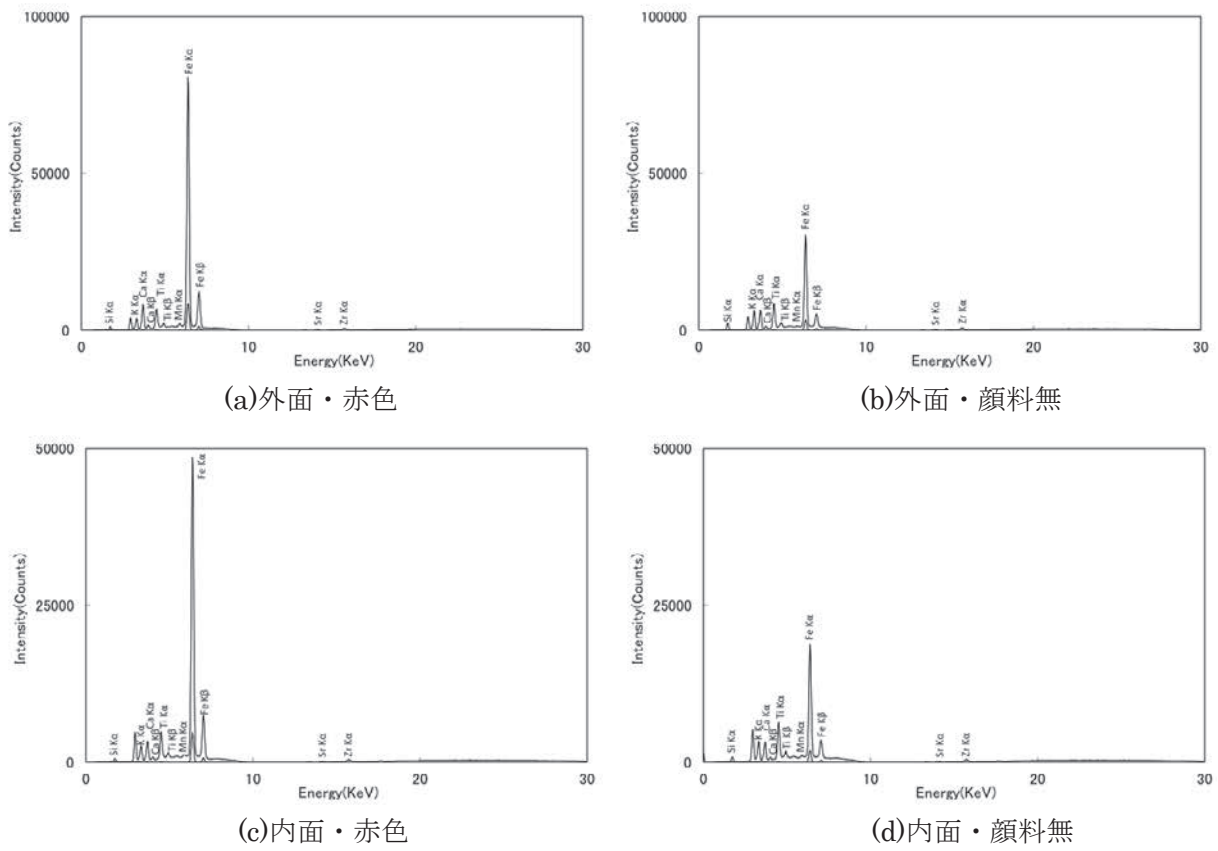 100000
50000
0
Intensity(Counts)
Si Kα
K Kα
Ca Kα
Ca Kβ
Ti Kα
Ti Kβ
Mn Kα
Fe Kα
Fe Kβ
Sr Kα
Zr Kα
0
10
20
30
Energy(KeV)
(a)外面・赤色
100000
50000
0
Intensity(Counts)
Si Kα
K Kα
Ca Kα
Ca Kβ
Ti Kα
Ti Kβ
Mn Kα
Fe Kα
Fe Kβ
Sr Kα
Zr Kα
0
10
20
30
Energy(KeV)
(b)外面・顔料無
50000
25000
0
Intensity(Counts)
Si Kα
K Kα
Ca Kα
Ca Kβ
Ti Kα
Ti Kβ
Mn Kα
Fe Kα
Fe Kβ
Sr Kα
Zr Kα
0
10
20
30
Energy(KeV)
(c)内面・赤色
50000
25000
0
Intensity(Counts)
Si Kα
K Kα
Ca Kα
Ca Kβ
Ti Kα
Ti Kβ
Mn Kα
Fe Kα
Fe Kβ
Sr Kα
Zr Kα
0
10
20
30
Energy(KeV)
(d)内面・顔料無